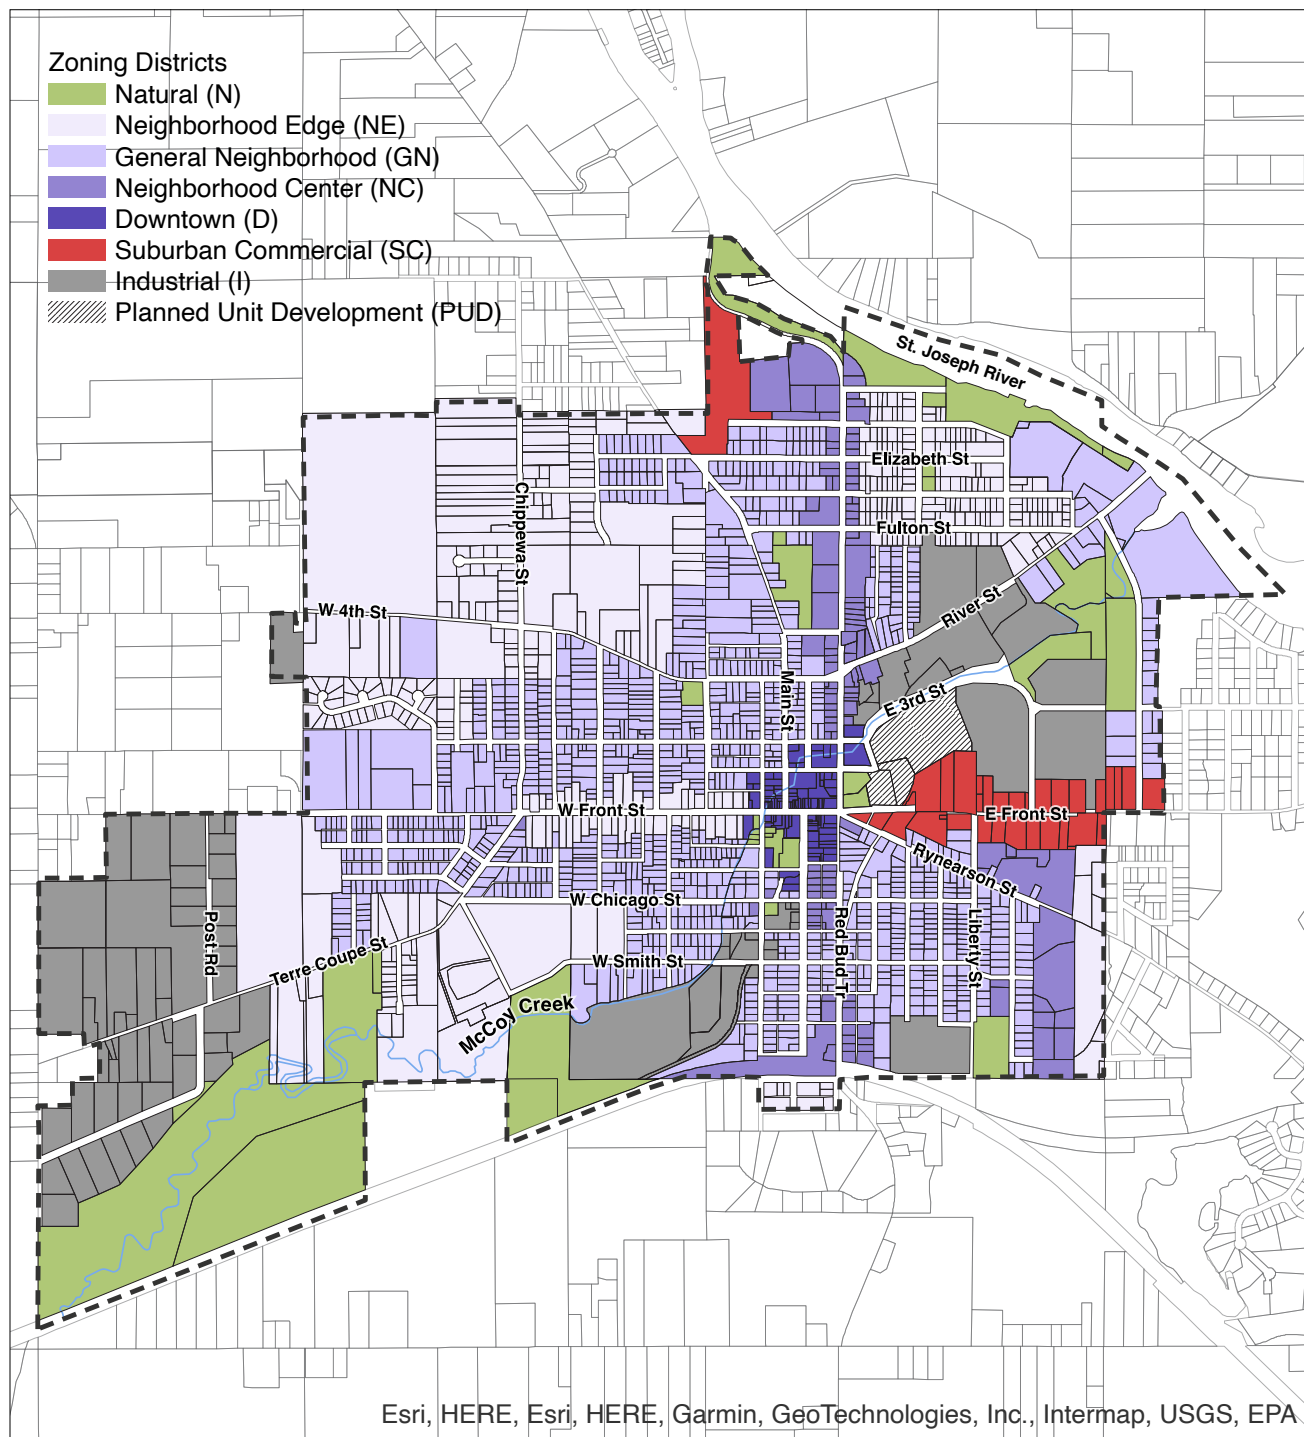 Zoning Districts
Natural (N)
Neighborhood Edge (NE)
General Neighborhood (GN)
Neighborhood Center (NC)
Downtown (D)
Suburban Commercial (SC)
Industrial (I)
Planned Unit Development (PUD)
St. Joseph River
Elizabeth St
Chippewa St
Fulton St
W 4th St
River St
Main St
E 3rd St
W Front St
E Front St
Rynearson St
W Chicago St
Post Rd
Red Bud Tr
Liberty St
Terre Coupe St
W Smith St
McCoy Creek
Esri, HERE, Esri, HERE, Garmin, GeoTechnologies, Inc., Intermap, USGS, EPA